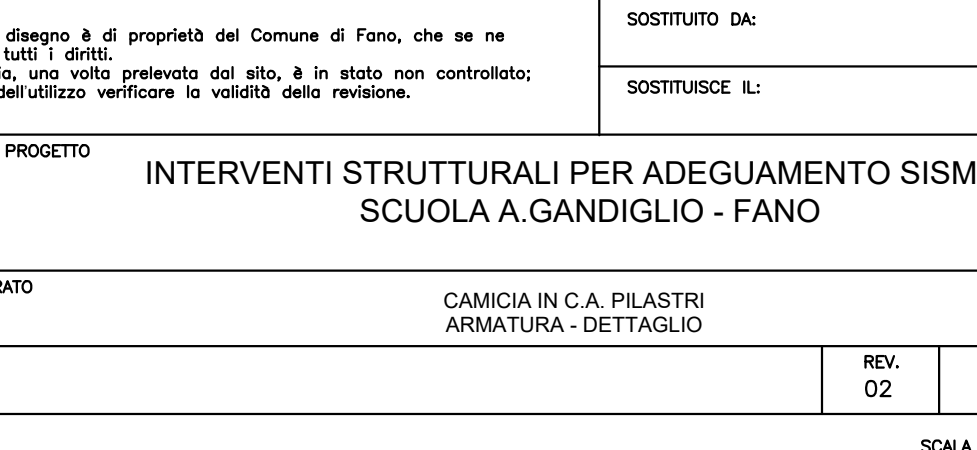 disegno è di proprietà del Comune di Fano, che se ne
tutti i diritti.
una volta prelevata dal sito, è in stato non controllato;
dell'utilizzo verificare la validità della revisione.
SOSTITUITO DA:
SOSTITUISCE IL:
PROGETTO
INTERVENTI STRUTTURALI PER ADEGUAMENTO SISM
SCUOLA A.GANDIGLIO - FANO
CAMICIA IN C.A. PILASTRI
ARMATURA - DETTAGLIO
REV.
02
SCALA